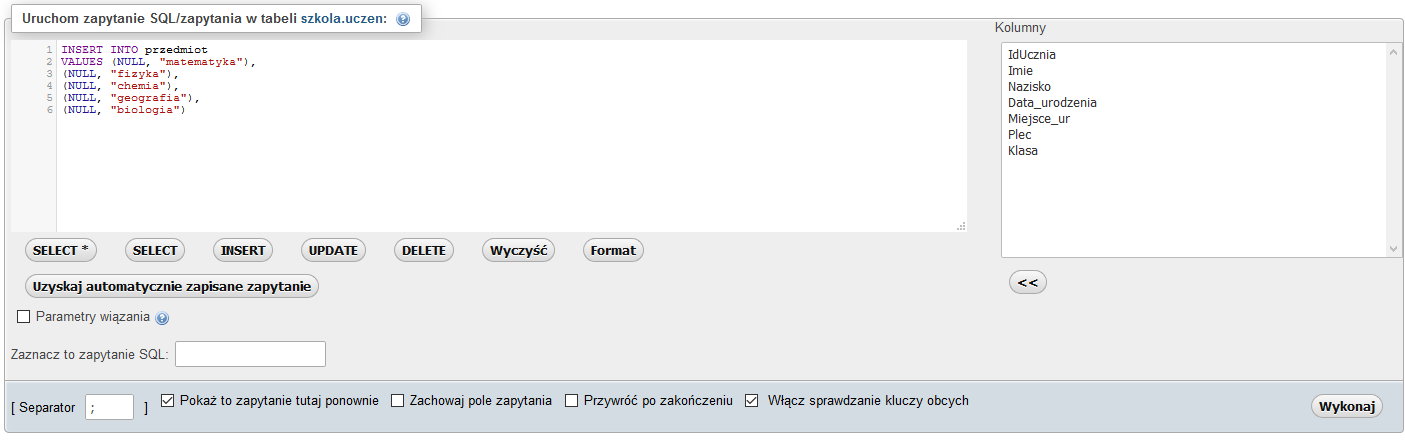 Uruchom zapytanie SQL/zapytania w tabeli szkola.uczen:
Kolumny
1 INSERT INTO przedmiot
2 VALUES (NULL, "matematyka"),
3 (NULL, "fizyka"),
4 (NULL, "chemia"),
5 (NULL, "geografia"),
6 (NULL, "biologia")
IdUcznia
Imie
Nazisko
Data_urodzenia
Miejsce_ur
Plec
Klasa
SELECT * SELECT INSERT UPDATE DELETE Wyczyść Format
<<
Uzyskaj automatycznie zapisane zapytanie
Parametry wiązania
Zaznacz to zapytanie SQL:
[ Separator ; ] Pokaż to zapytanie tutaj ponownie Zachowaj pole zapytania Przywróć po zakończeniu Włącz sprawdzanie kluczy obcych Wykonaj